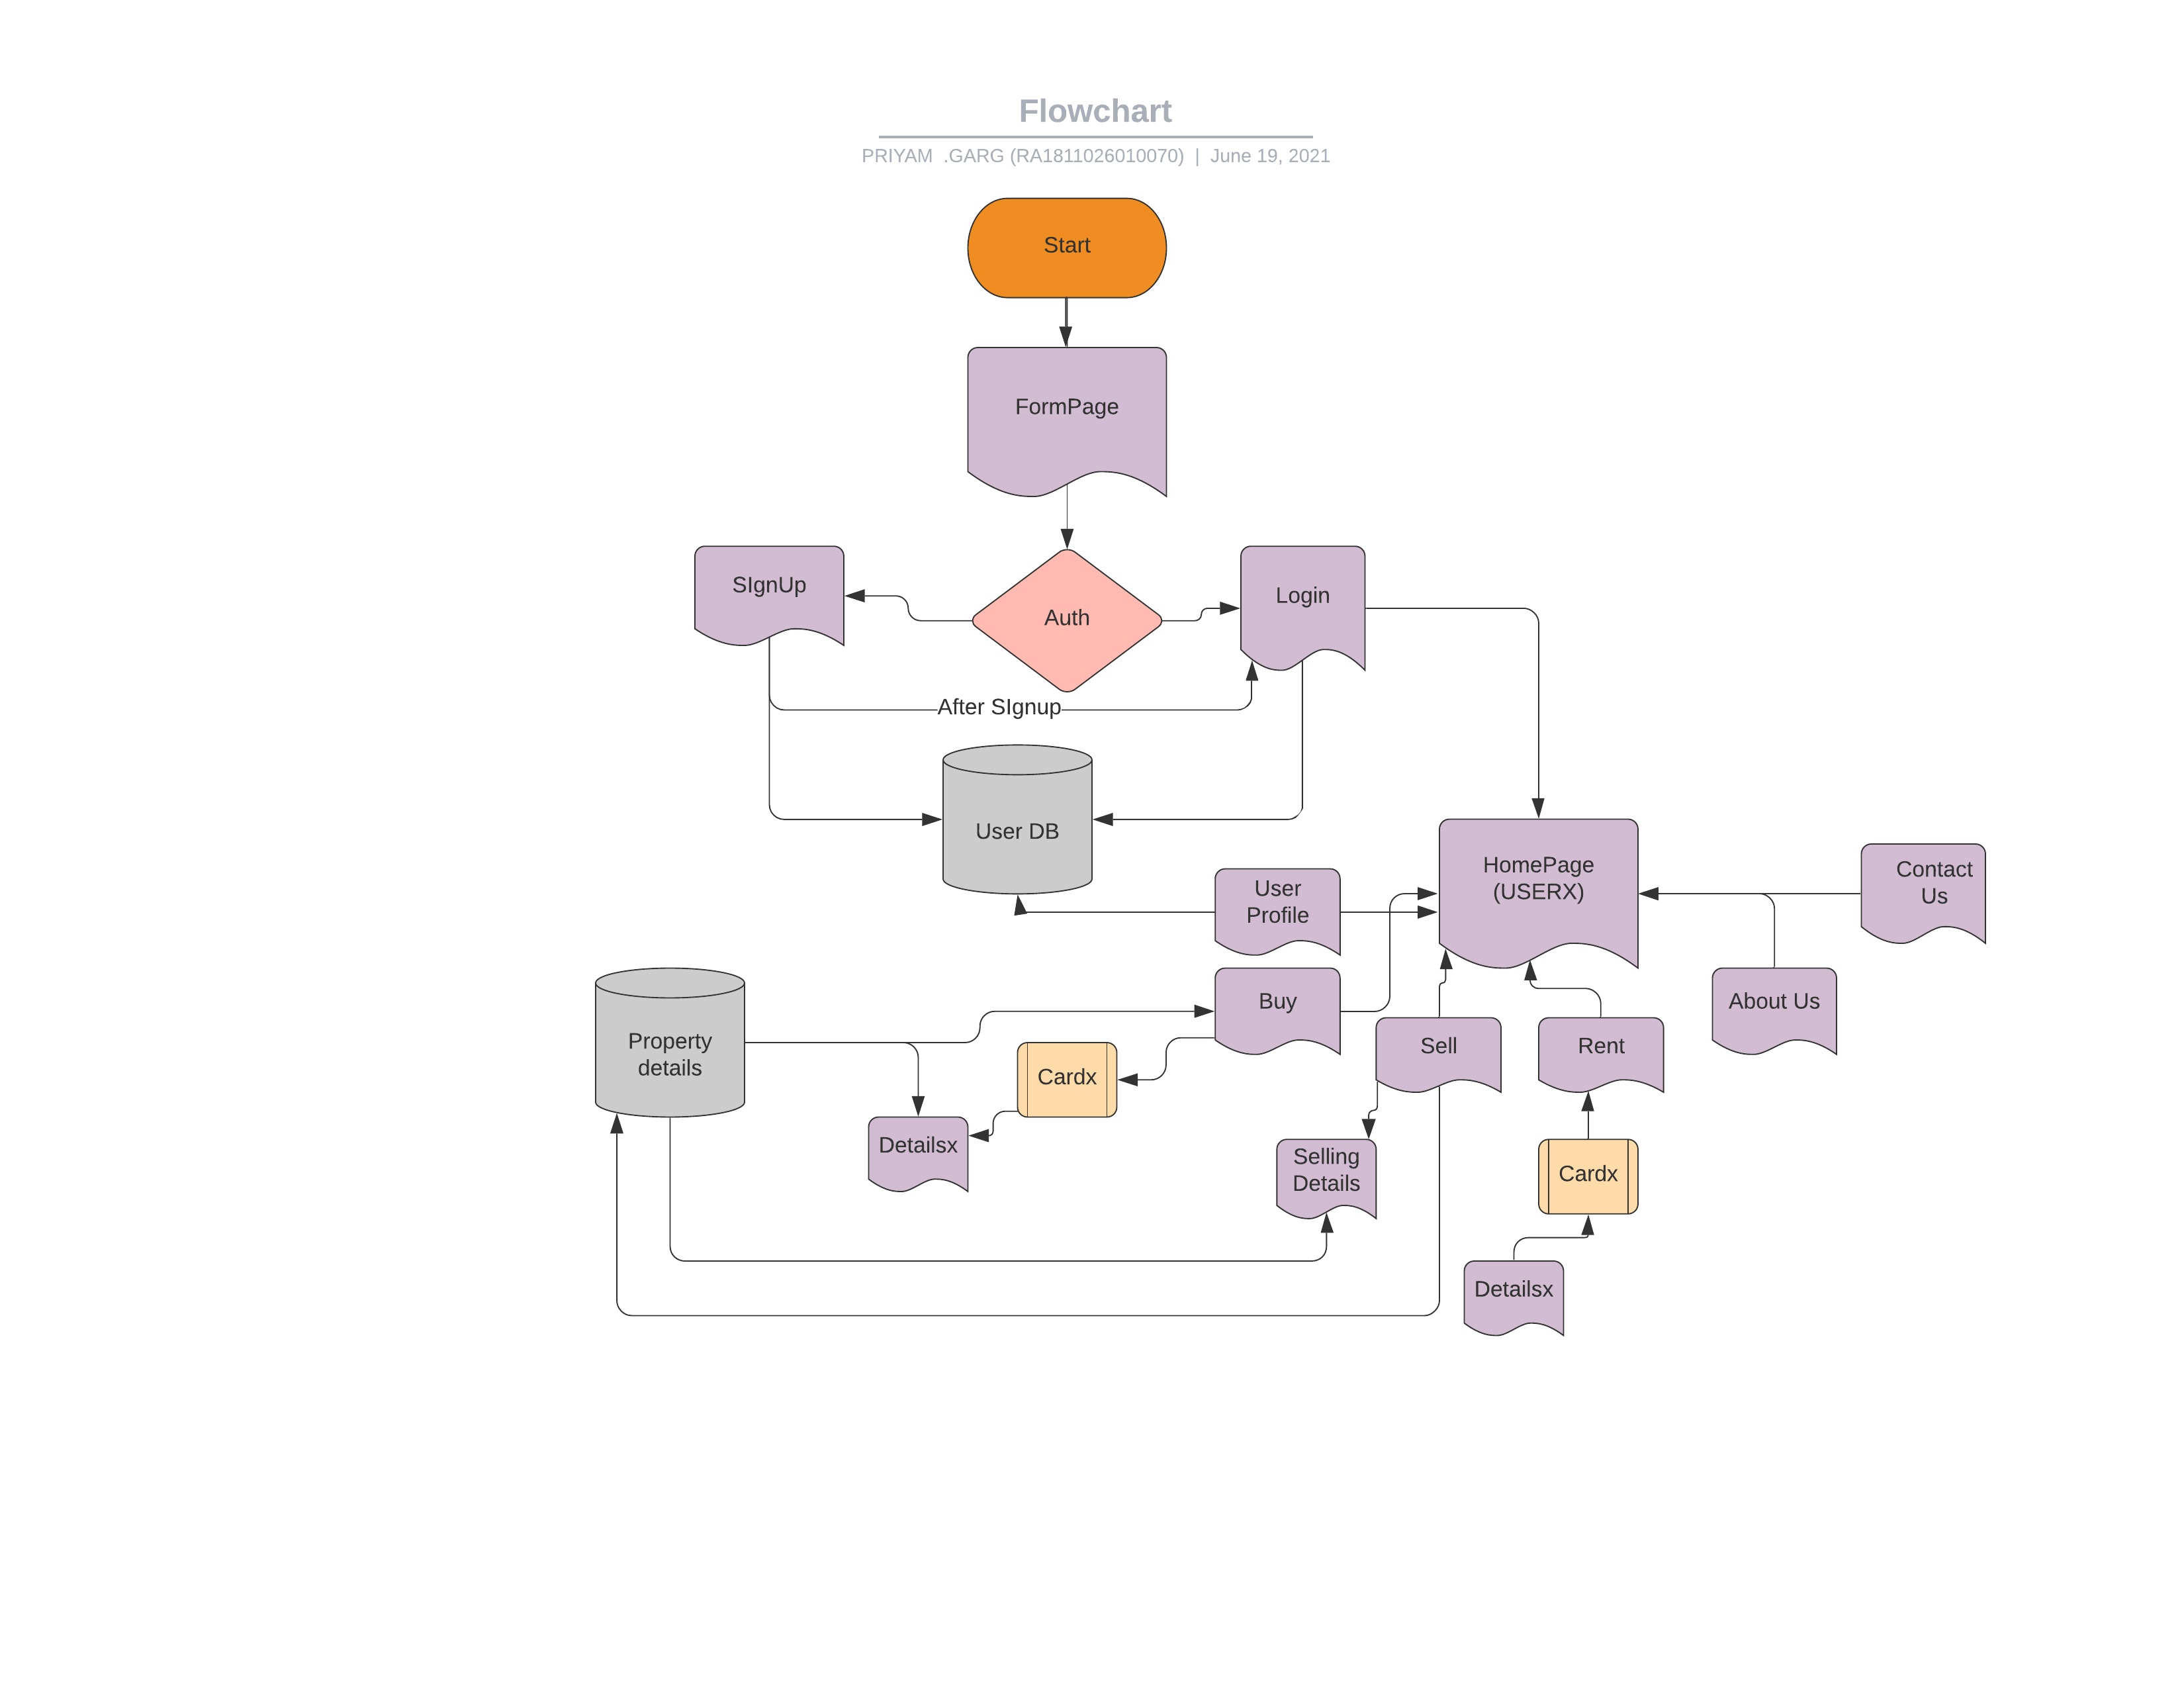 Flowchart
PRIYAM  .GARG (RA1811026010070)  |  June 19, 2021
Start
FormPage
SIgnUp
Auth
Login
After SIgnup
User DB
User
Profile
HomePage
(USERX)
Contact
Us
Property
details
Buy
Sell
Rent
About Us
Cardx
Detailsx
Selling
Details
Cardx
Detailsx